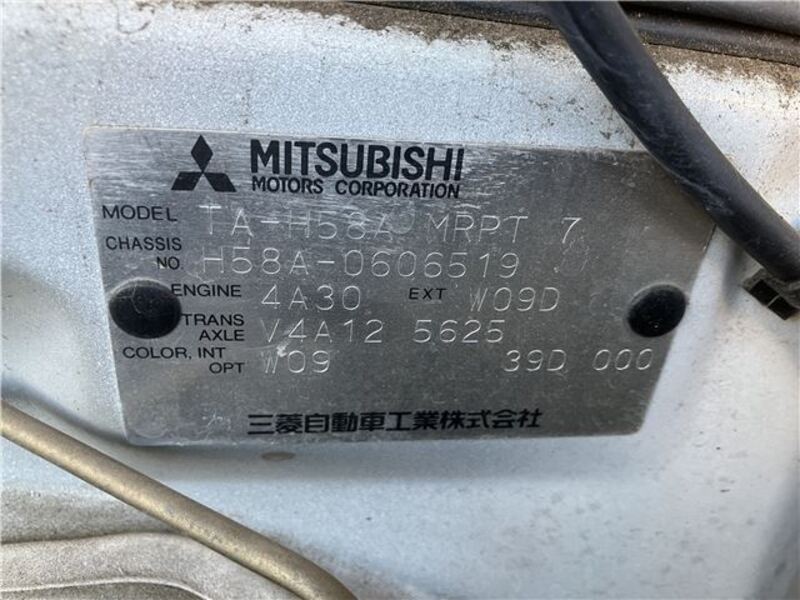 MITSUBISHI
MOTORS CORPORATION
MODEL TA-H58A MRPT 7
CHASSIS NO. H58A-0606519
ENGINE 4A30 EXT W09D
TRANS AXLE V4A12 5625
COLOR, INT OPT W09 39D 000
三菱自動車工業株式会社